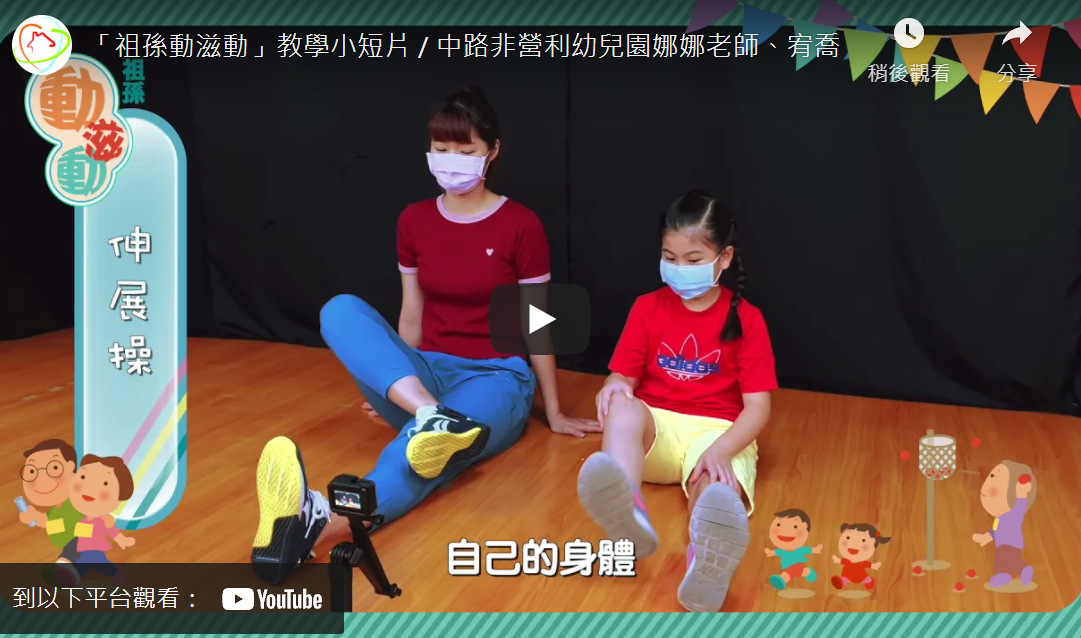 「祖孫動滋動」教學小短片 / 中路非營利幼兒園娜娜老師、宥喬
稍後觀看
分享
祖孫
動
滋
動
伸展操
adidas
自己的身體
到以下平台觀看：
YouTube